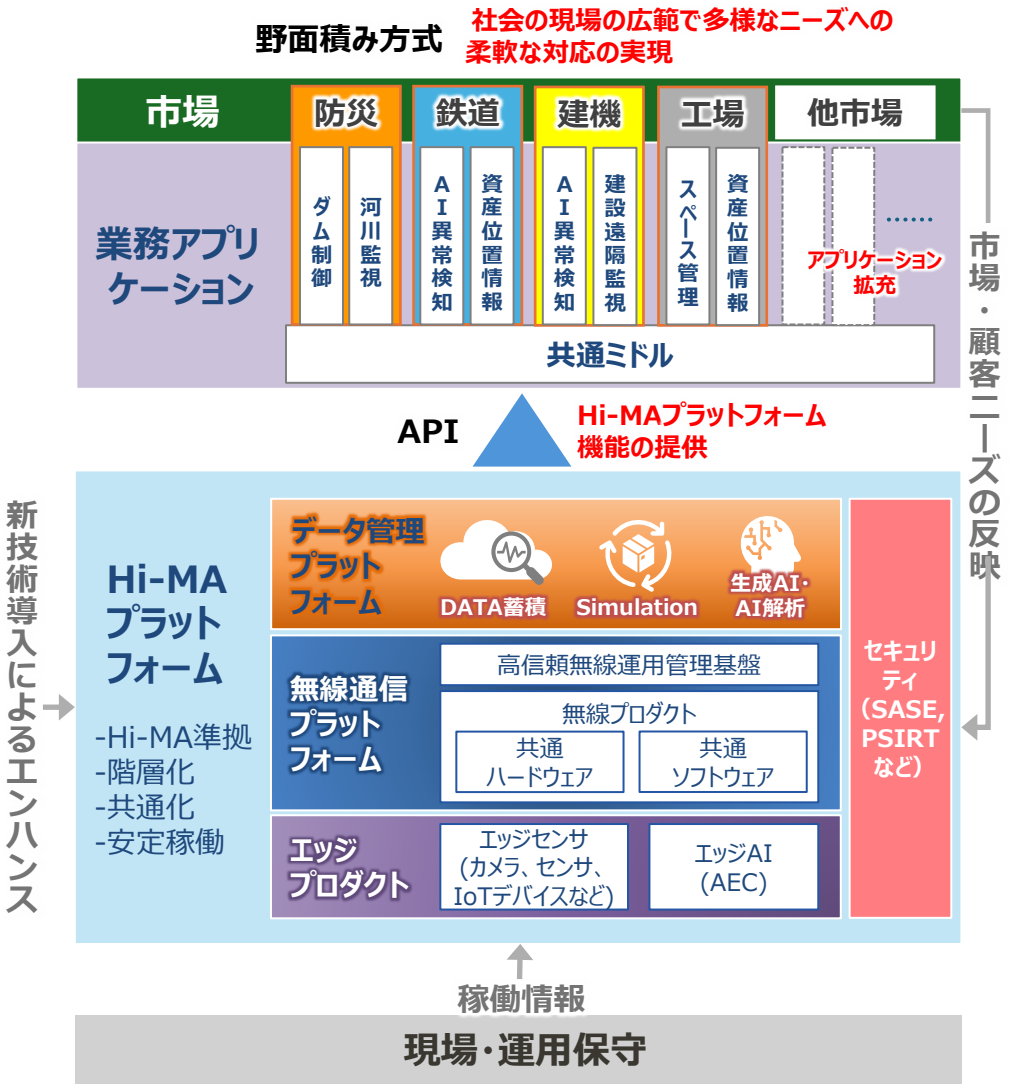 野面積み方式
社会の現場の広範で多様なニーズへの
柔軟な対応の実現
市場
防災
鉄道
建機
工場
他市場
業務アプリ
ケーション
ダム制御
河川監視
AI異常検知
資産位置情報
AI異常検知
建設遠隔監視
スペース管理
資産位置情報
……
アプリケーション
拡充
共通ミドル
市場・顧客ニーズの反映
API
Hi-MAプラットフォーム
機能の提供
新技術導入によるエンハンス
Hi-MA
プラット
フォーム
-Hi-MA準拠
-階層化
-共通化
-安定稼働
データ管理
プラット
フォーム
DATA蓄積
Simulation
生成AI・
AI解析
無線通信
プラット
フォーム
高信頼無線運用管理基盤
無線プロダクト
共通
ハードウェア
共通
ソフトウェア
エッジ
プロダクト
エッジセンサ
(カメラ、センサ、
IoTデバイスなど)
エッジAI
(AEC)
セキュリ
ティ
（SASE,
PSIRT
など）
稼働情報
現場・運用保守